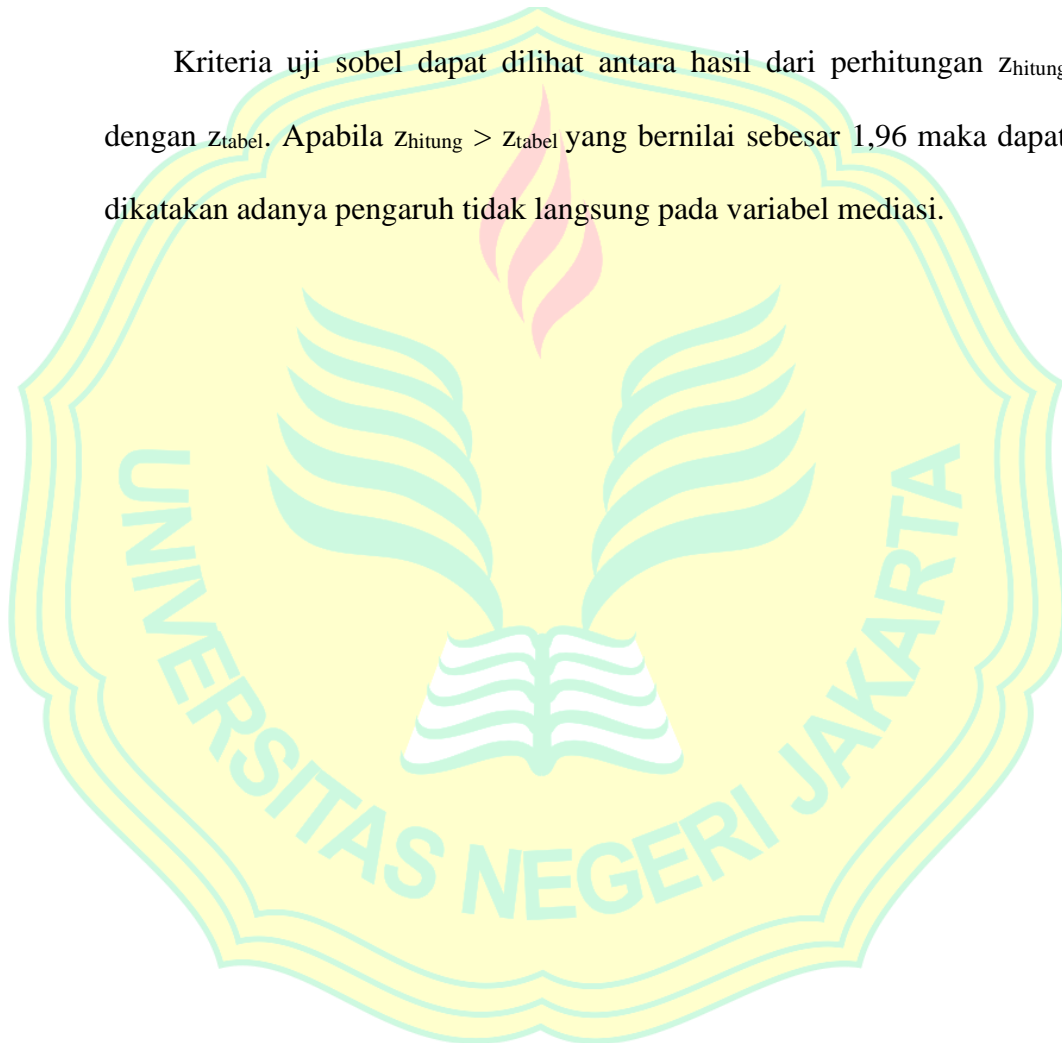 Kriteria uji sobel dapat dilihat antara hasil dari perhitungan zhitung
dengan ztabel. Apabila zhitung > ztabel yang bernilai sebesar 1,96 maka dapat
dikatakan adanya pengaruh tidak langsung pada variabel mediasi.
UNIVERSITAS NEGERI JAKARTA